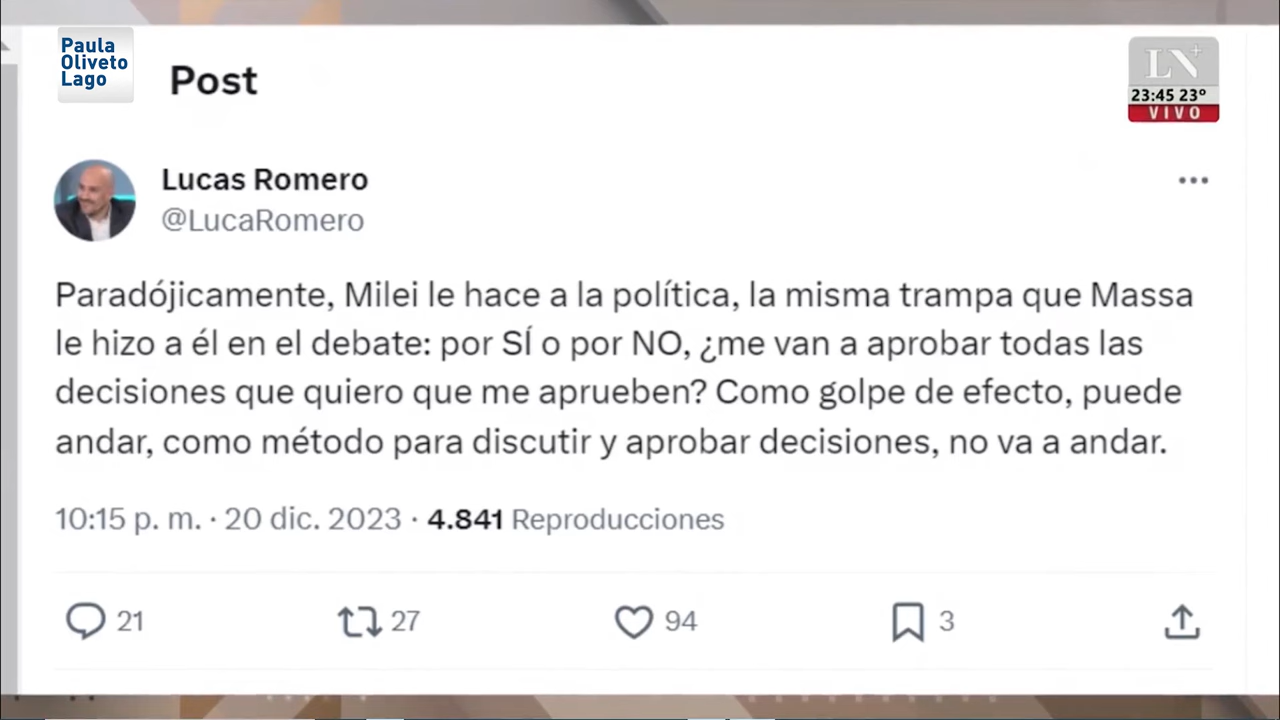 Paula
Oliveto
Lago
Post
LN+
23:45 23°
VIVO
Lucas Romero
@LucaRomero
Paradójicamente, Milei le hace a la política, la misma trampa que Massa
le hizo a él en el debate: por SÍ o por NO, ¿me van a aprobar todas las
decisiones que quiero que me aprueben? Como golpe de efecto, puede
andar, como método para discutir y aprobar decisiones, no va a andar.
10:15 p. m. · 20 dic. 2023 · 4.841 Reproducciones
21 27 94 3